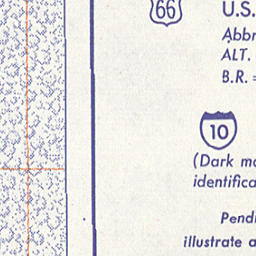 66
U.S.
Abbr
ALT.
B.R. =
10
(Dark ma
identifica
Pendi
illustrate a